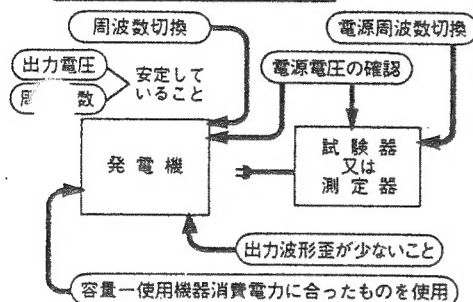 周波数切換
電源周波数切換
出力電圧
数
安定して
いること
電源電圧の確認
発電機
試験器
又は
測定器
出力波形歪が少ないこと
容量ー使用機器消費電力に合ったものを使用